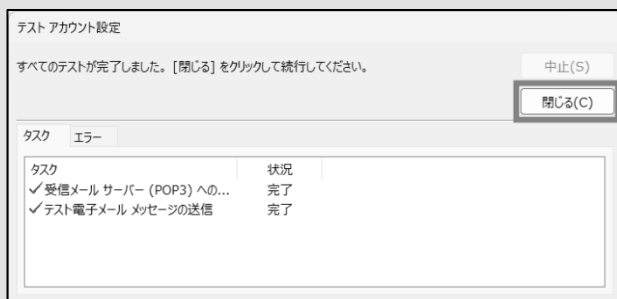 テスト アカウント設定
すべてのテストが完了しました。[閉じる] をクリックして続行してください。
中止(S)
閉じる(C)
タスク エラー
タスク 状況
✓受信メール サーバー (POP3) への... 完了
✓テスト電子メール メッセージの送信 完了